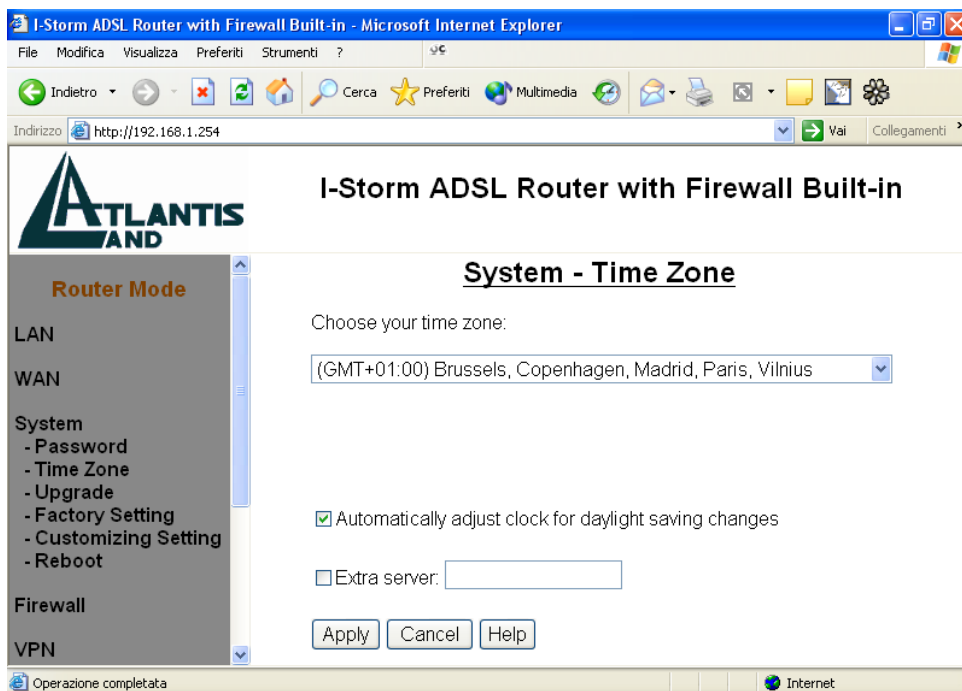 I-Storm ADSL Router with Firewall Built-in - Microsoft Internet Explorer
File Modifica Visualizza Preferiti Strumenti ?
Indietro Cerca Preferiti Multimedia
Indirizzo http://192.168.1.254 Vai Collegamenti
ATLANTIS
LAND
I-Storm ADSL Router with Firewall Built-in
Router Mode
LAN
WAN
System
- Password
- Time Zone
- Upgrade
- Factory Setting
- Customizing Setting
- Reboot
Firewall
VPN
System - Time Zone
Choose your time zone:
(GMT+01:00) Brussels, Copenhagen, Madrid, Paris, Vilnius
Automatically adjust clock for daylight saving changes
Extra server:
Apply Cancel Help
Operazione completata Internet